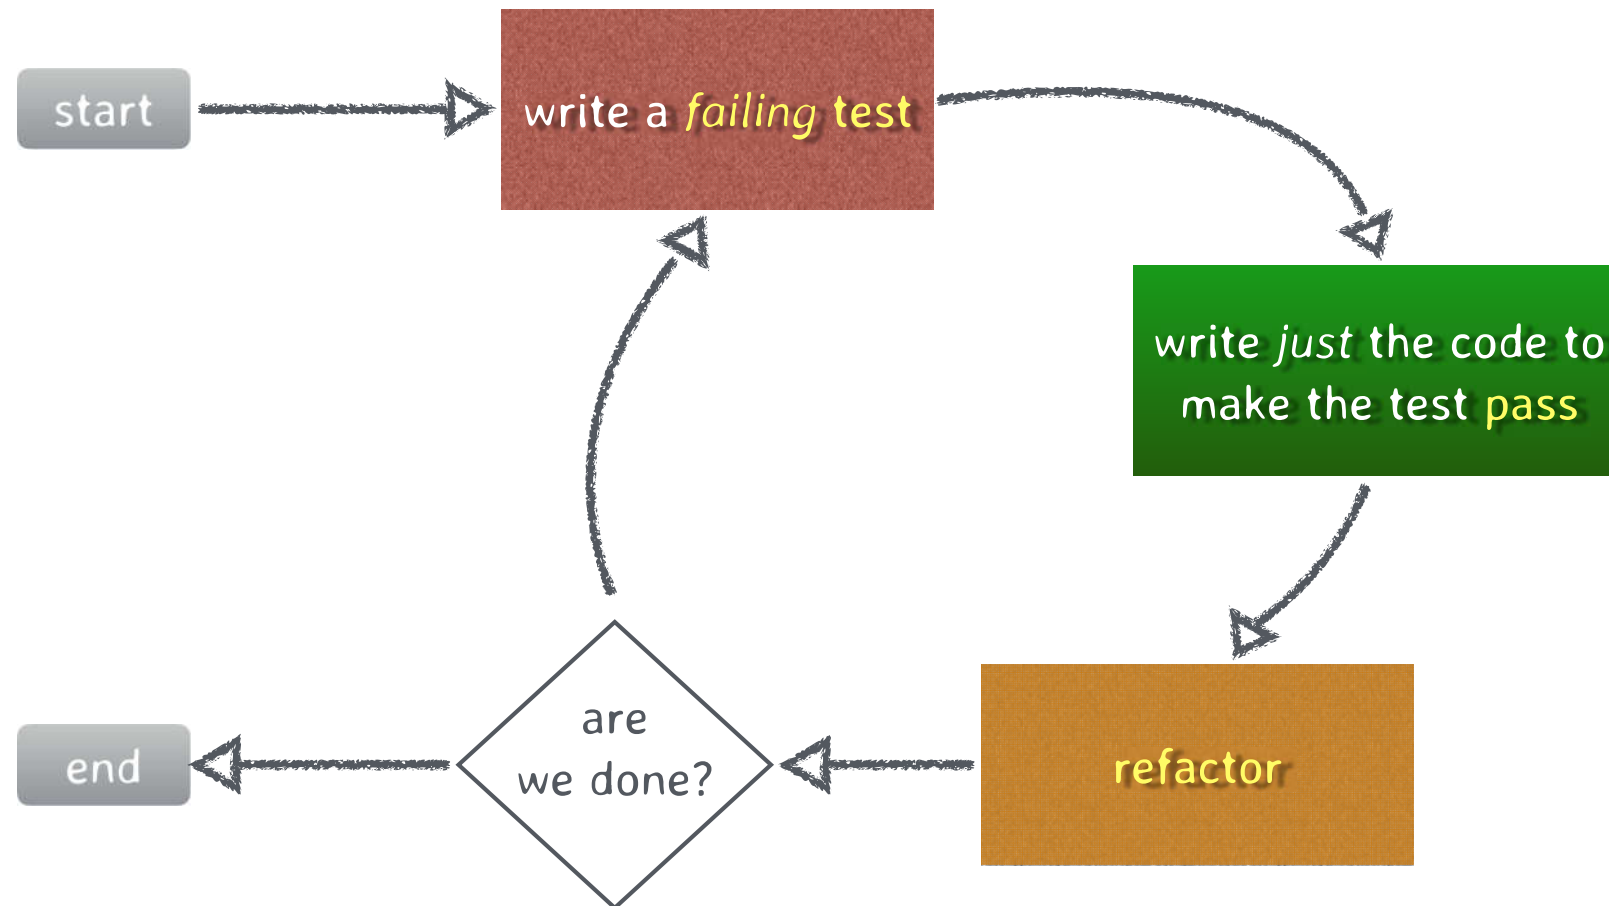 start
write a failing test
write just the code to
make the test pass
refactor
are
we done?
end